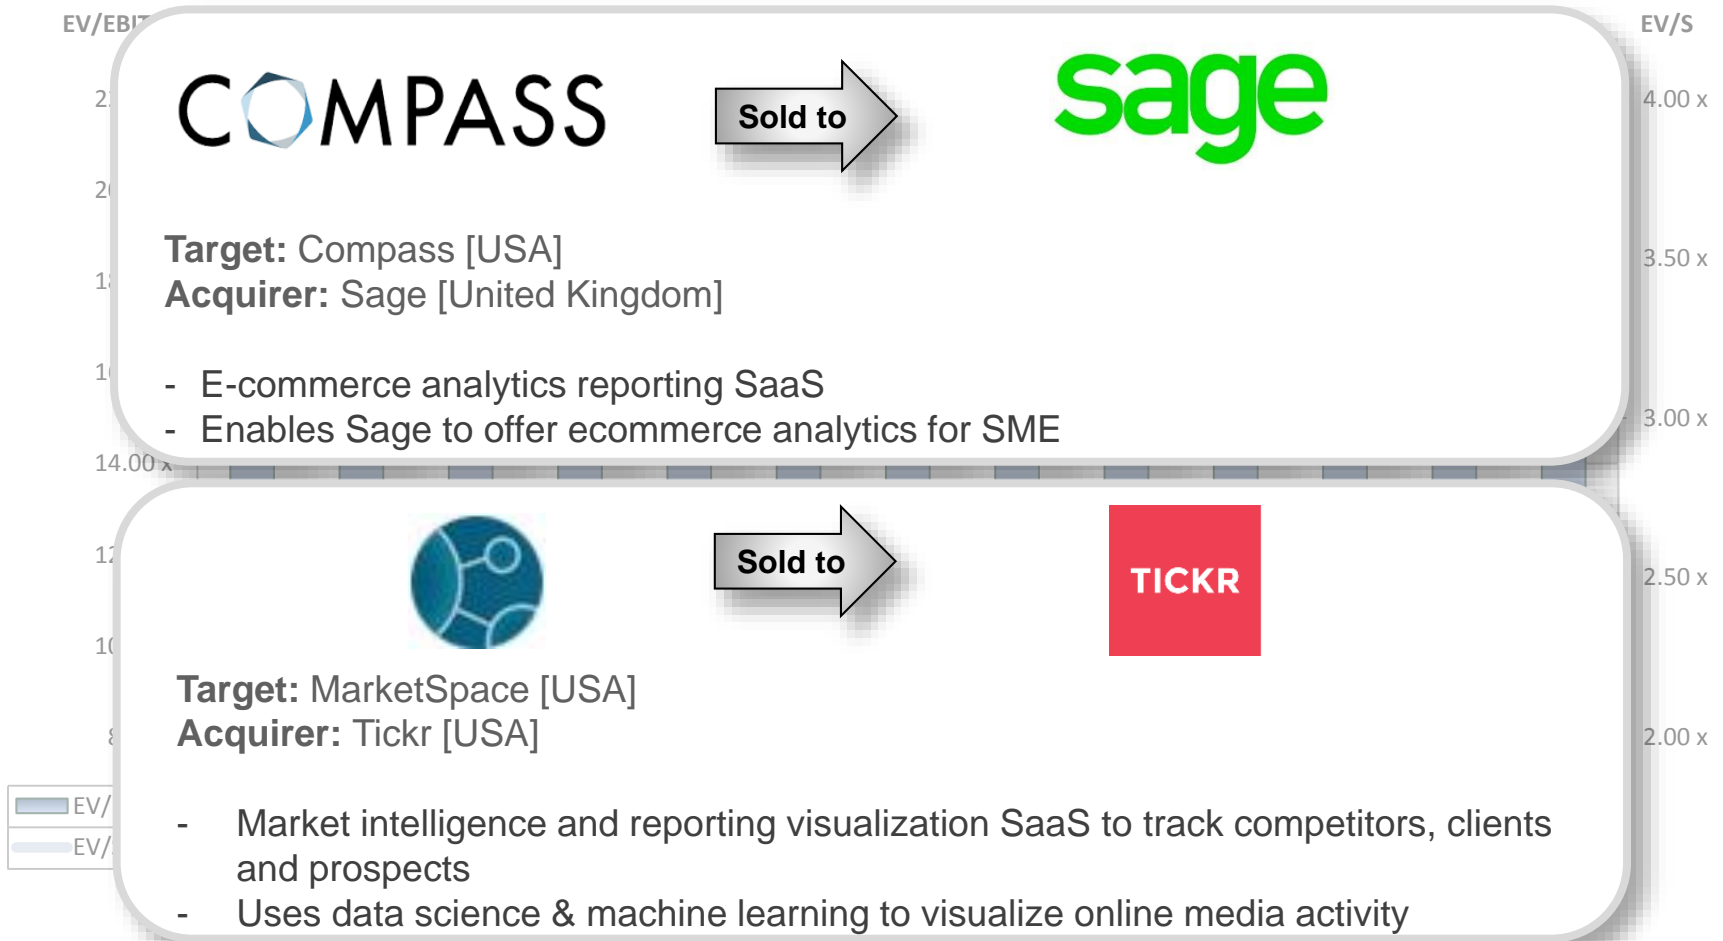 EV/S
COMPASS
Sold to
sage
4.00 x
Target: Compass [USA]
3.50 x
Acquirer: Sage [United Kingdom]
- E-commerce analytics reporting SaaS
- Enables Sage to offer ecommerce analytics for SME
3.00 x
14.00 x
Sold to
TICKR
2.50 x
Target: MarketSpace [USA]
Acquirer: Tickr [USA]
2.00 x
EV/
- Market intelligence and reporting visualization SaaS to track competitors, clients
and prospects
EV/
- Uses data science & machine learning to visualize online media activity